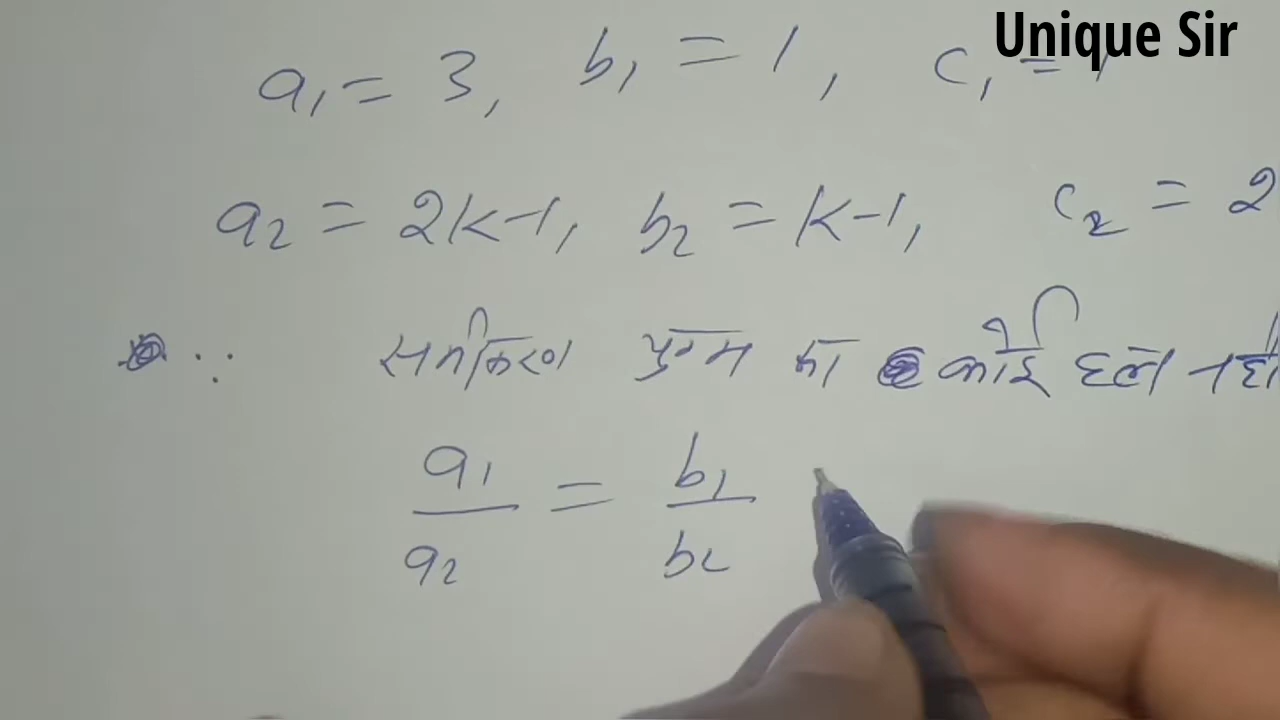 Unique Sir
a₁ = 3, b₁ = 1, c₁ = 1
a₂ = 2k-1, b₂ = k-1, c₂ = 2
∵ समीकरण युग्म का कोई हल नहीं
a₁/a₂ = b₁/b₂